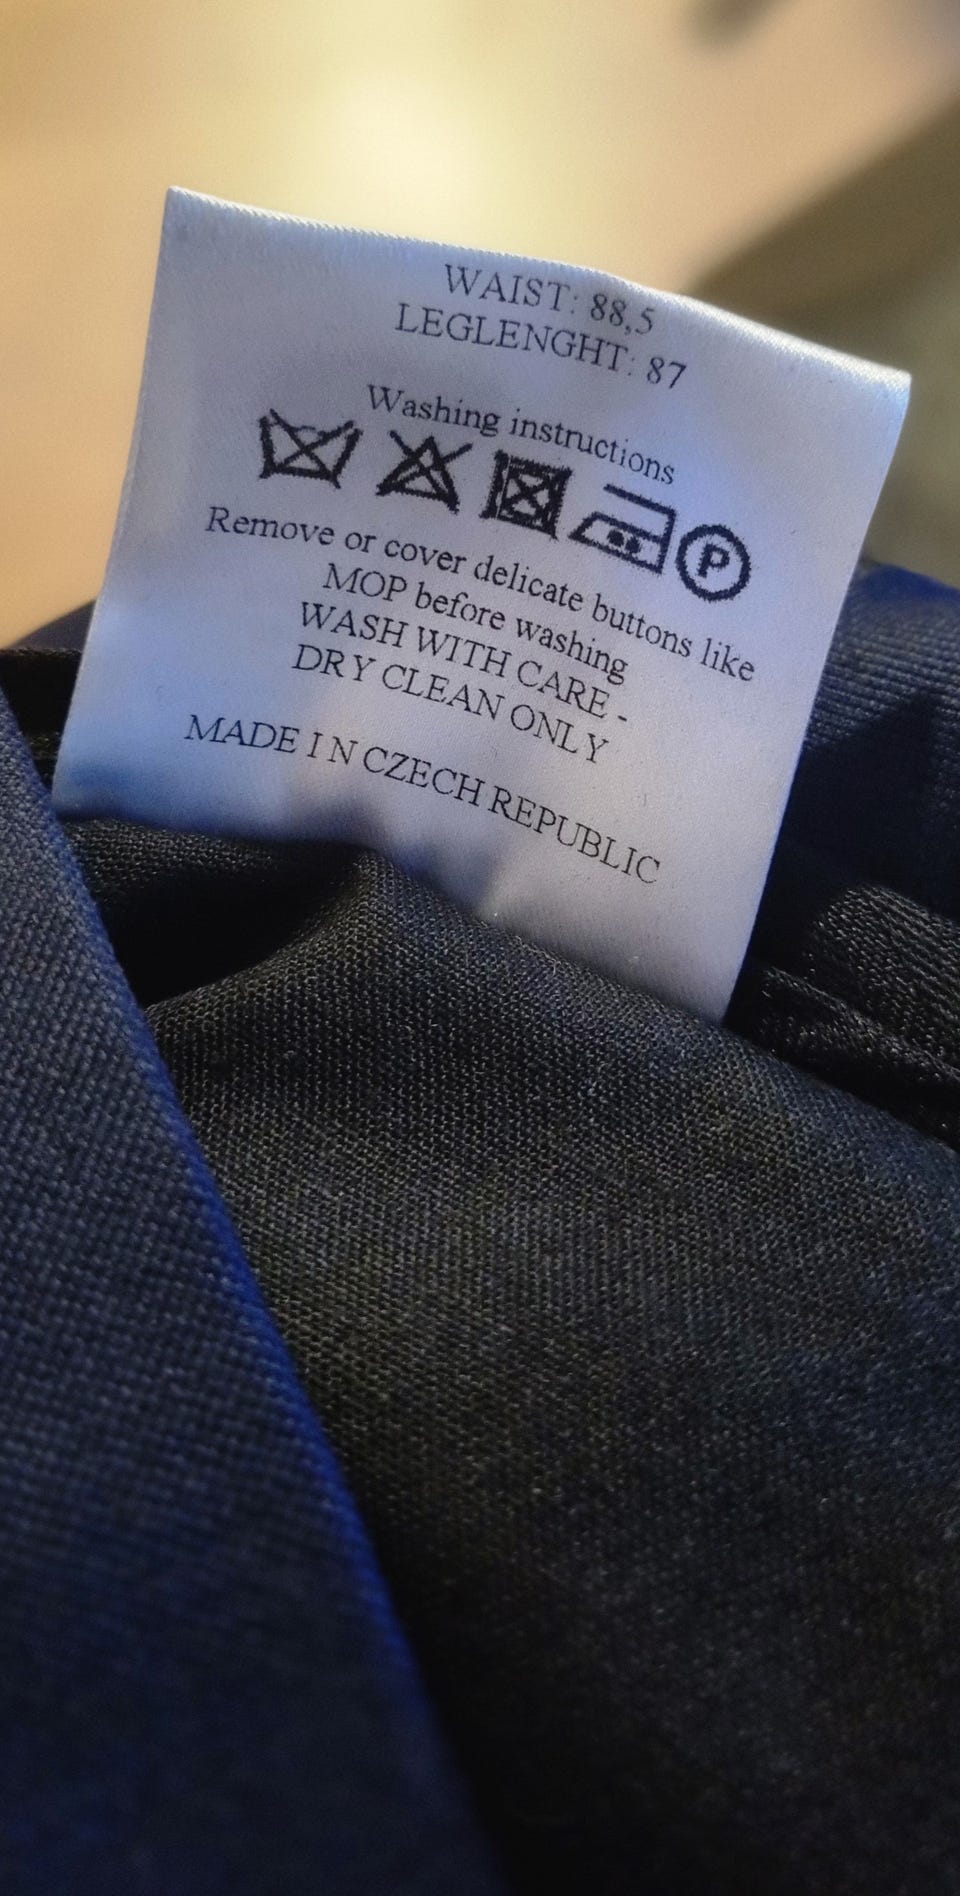 WAIST: 88,5
LEGLENGHT: 87
Washing instructions
P
Remove or cover delicate buttons like
MOP before washing
WASH WITH CARE -
DRY CLEAN ONLY
MADE IN CZECH REPUBLIC